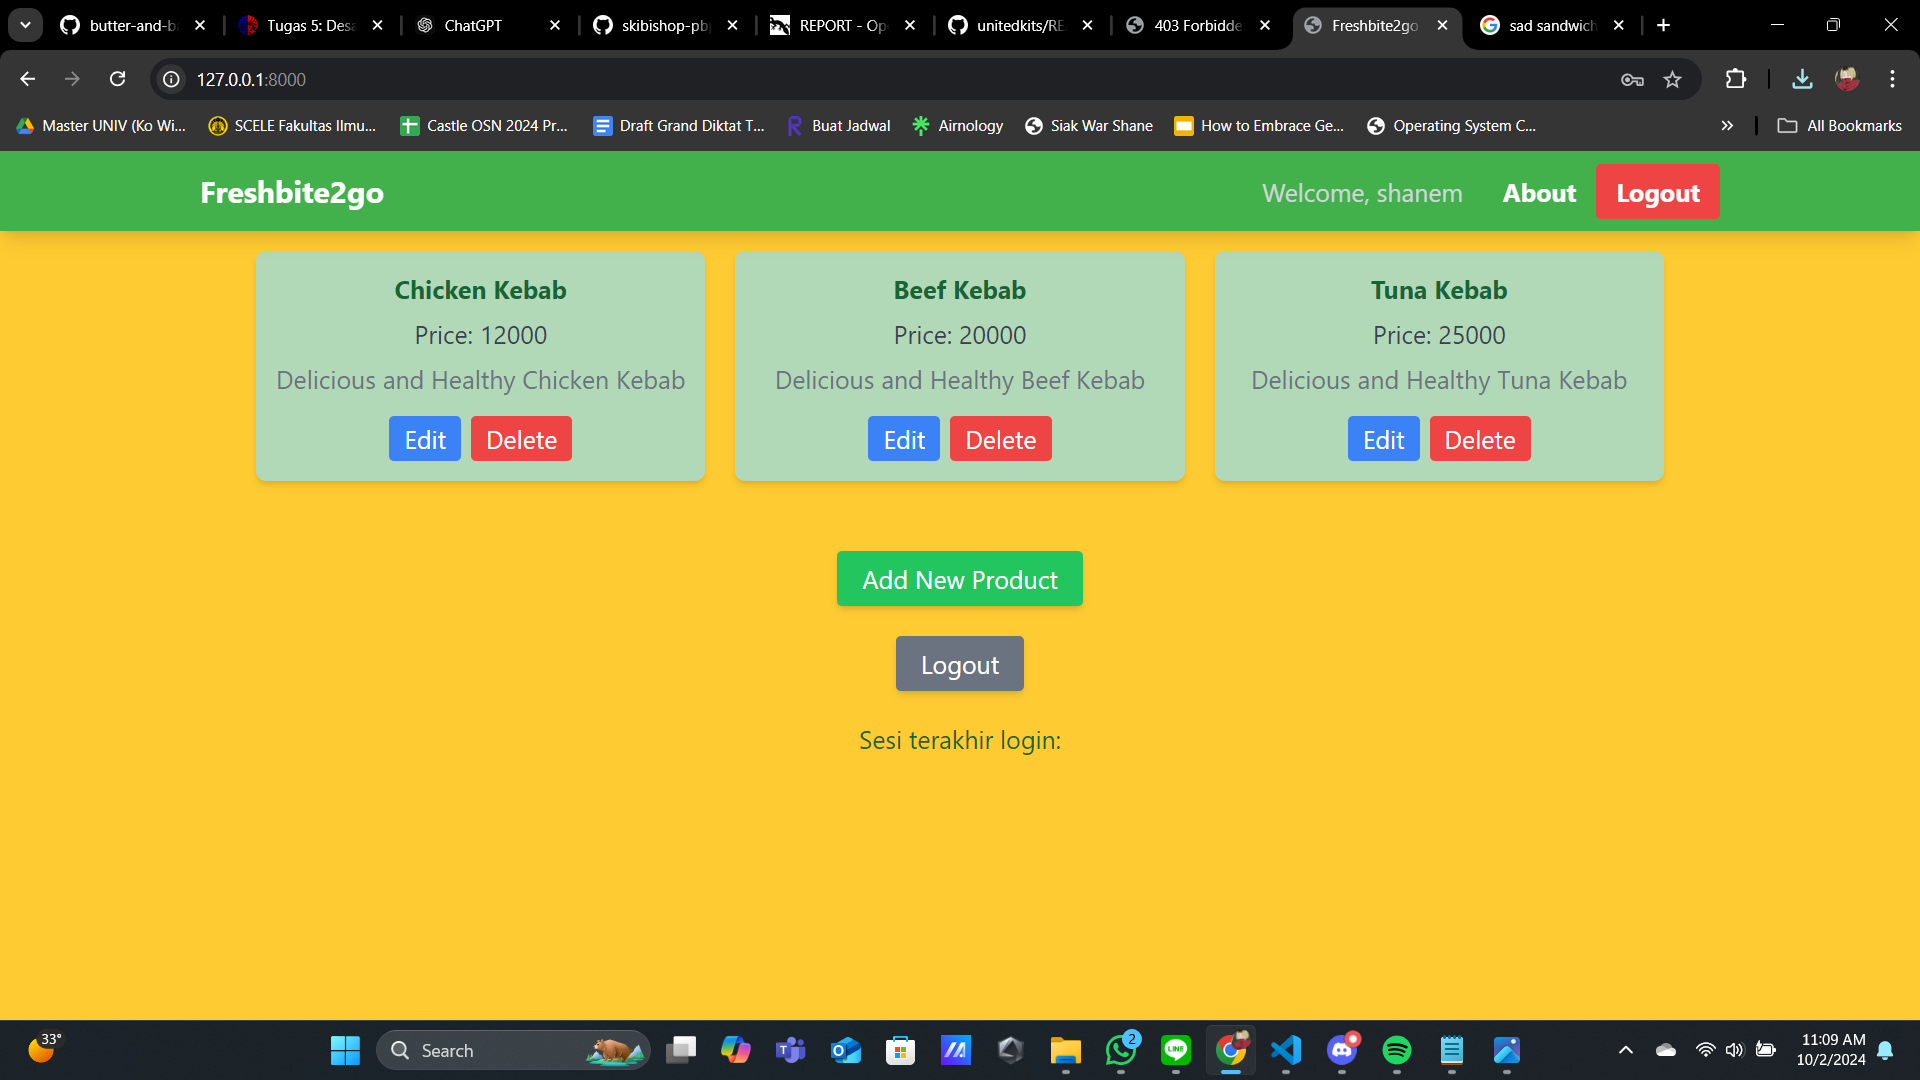 butter-and-b
Tugas 5: Desa
ChatGPT
skibishop-pbp
REPORT - Op
unitedkits/RE
403 Forbidde
Freshbite2go
sad sandwich
127.0.0.1:8000
Master UNIV (Ko Wi...
SCELE Fakultas Ilmu...
Castle OSN 2024 Pr...
Draft Grand Diktat T...
Buat Jadwal
Airnology
Siak War Shane
How to Embrace Ge...
Operating System C...
All Bookmarks
Freshbite2go
Welcome, shanem
About
Logout
Chicken Kebab
Price: 12000
Delicious and Healthy Chicken Kebab
Edit
Delete
Beef Kebab
Price: 20000
Delicious and Healthy Beef Kebab
Edit
Delete
Tuna Kebab
Price: 25000
Delicious and Healthy Tuna Kebab
Edit
Delete
Add New Product
Logout
Sesi terakhir login:
33°
Search
2
LINE
11:09 AM
10/2/2024